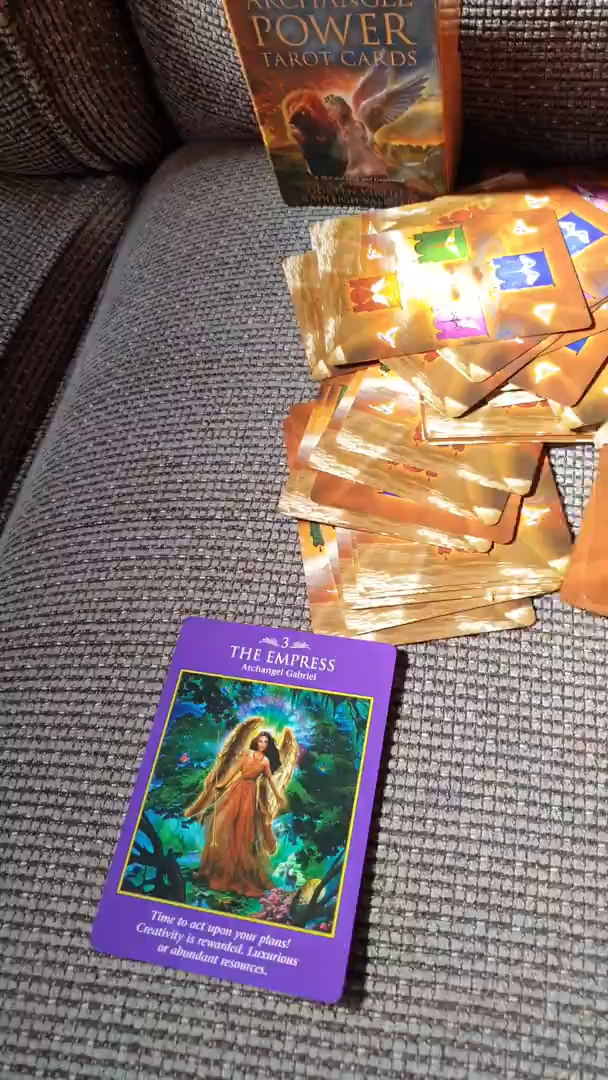 ARCHANGEL
POWER
TAROT CARDS
3
THE EMPRESS
Archangel Gabriel
Time to act upon your plans!
Creativity is rewarded. Luxurious
or abundant resources.